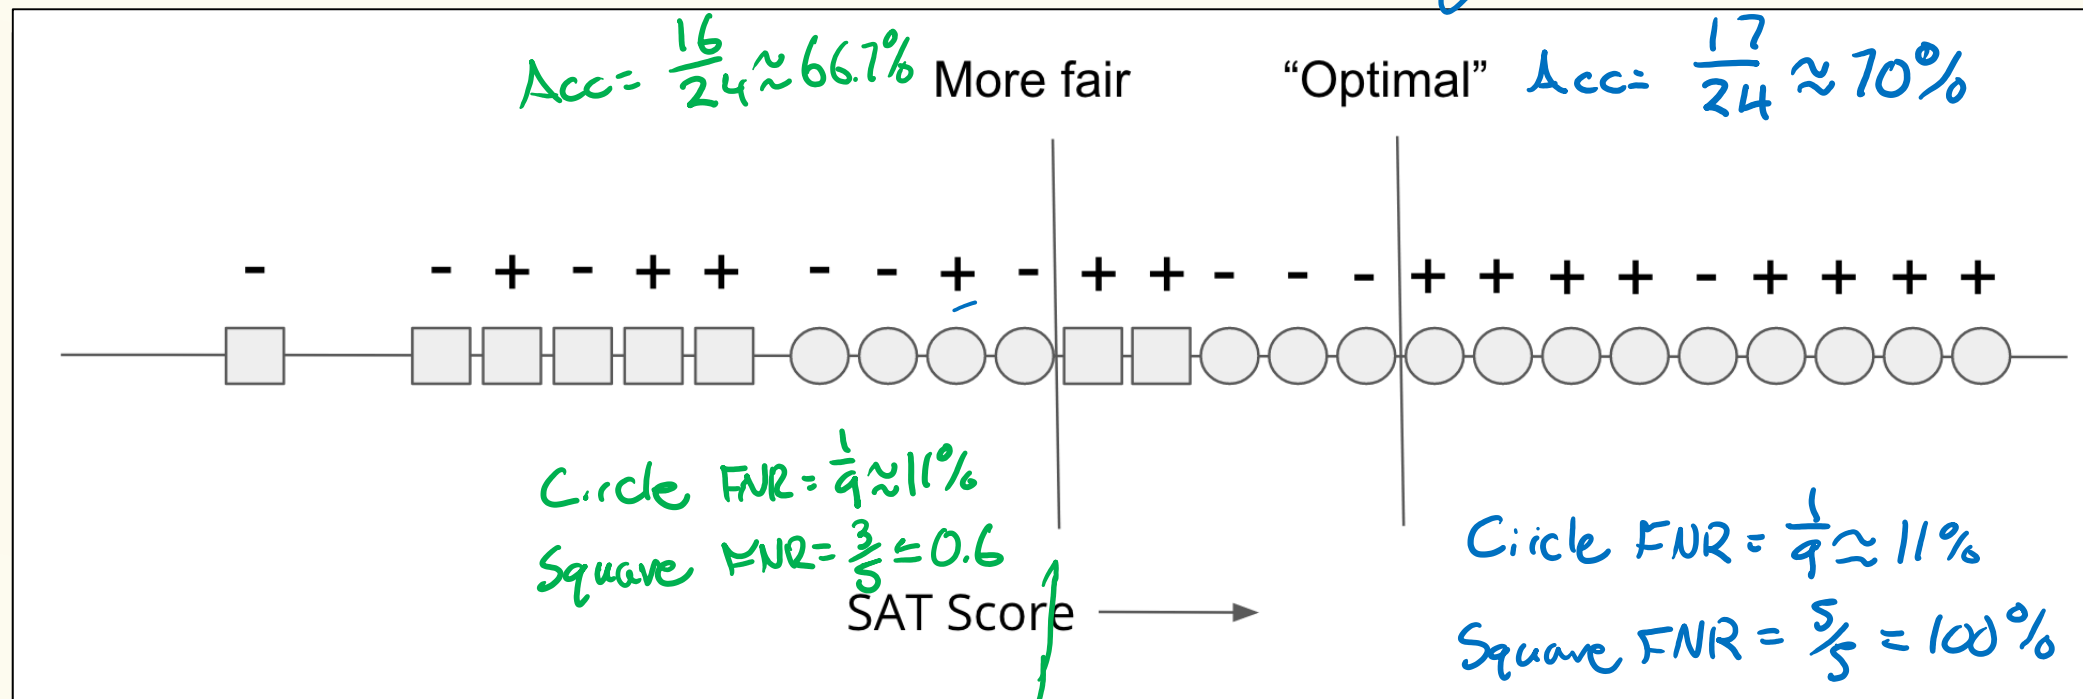 Acc= 16/24 ≈ 66.7% More fair “Optimal” Acc= 17/24 ≈ 70%
- - + - + + - - + - + + - - - + + + + - + + + +
Circle FNR = 1/9 ≈ 11%
Square FNR = 3/5 = 0.6
Circle FNR = 1/9 ≈ 11%
SAT Score
Square FNR = 5/5 = 100%